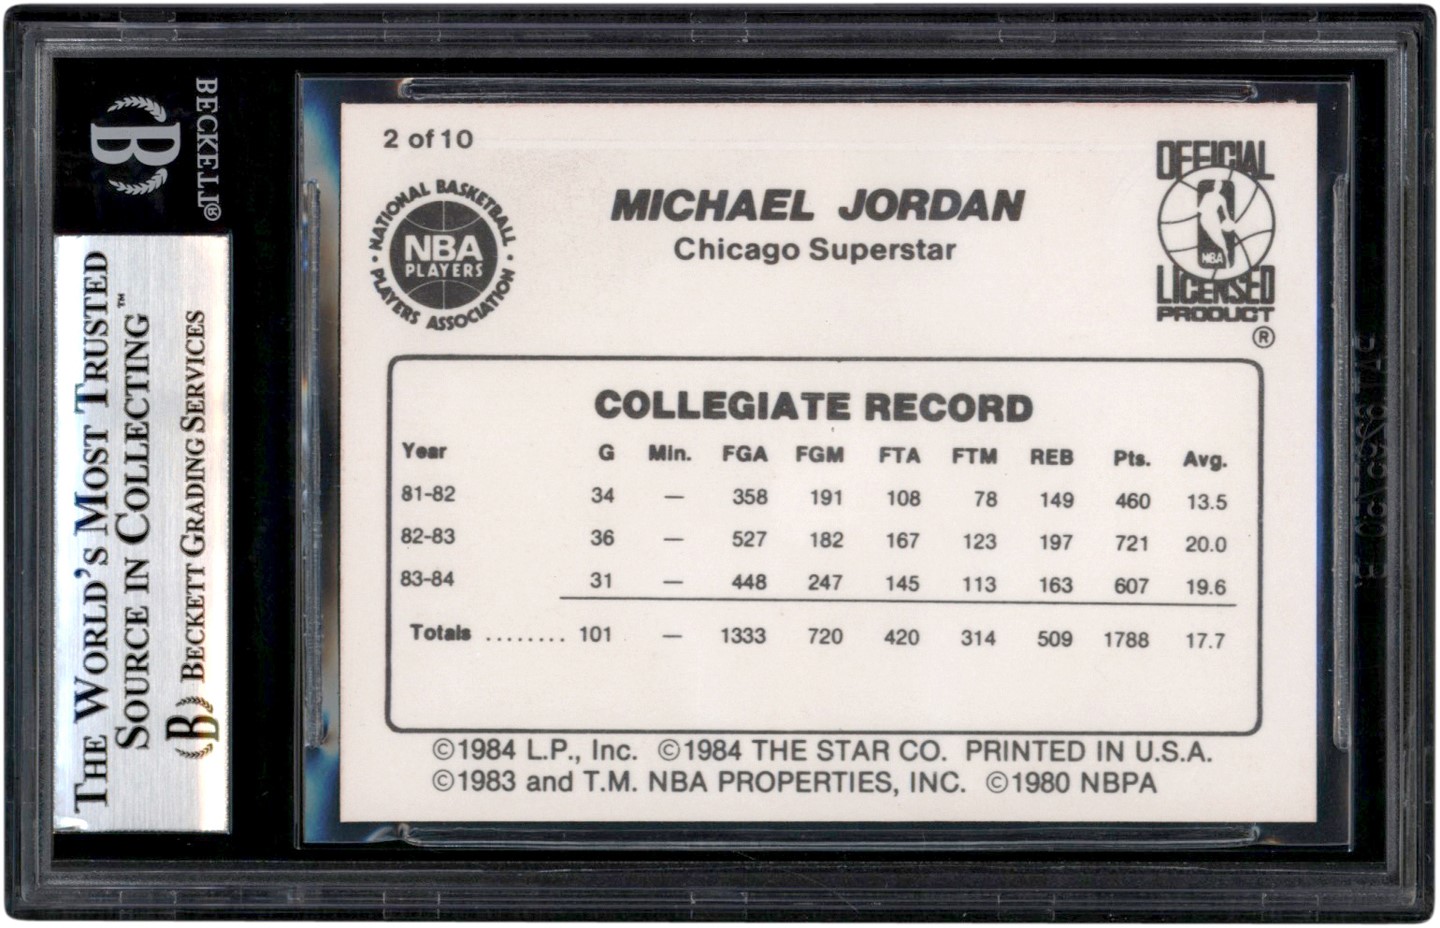 BECKETT®
THE WORLD'S MOST TRUSTED
SOURCE IN COLLECTING™
BECKETT GRADING SERVICES
2 of 10
NATIONAL BASKETBALL
NBA
PLAYERS
PLAYERS ASSOCIATION
MICHAEL JORDAN
Chicago Superstar
OFFICIAL
NBA
LICENSED
PRODUCT
®
COLLEGIATE RECORD
Year G Min. FGA FGM FTA FTM REB Pts. Avg.
81-82 34 — 358 191 108 78 149 460 13.5
82-83 36 — 527 182 167 123 197 721 20.0
83-84 31 — 448 247 145 113 163 607 19.6
Totals ........ 101 — 1333 720 420 314 509 1788 17.7
©1984 L.P., Inc. ©1984 THE STAR CO. PRINTED IN U.S.A.
©1983 and T.M. NBA PROPERTIES, INC. ©1980 NBPA